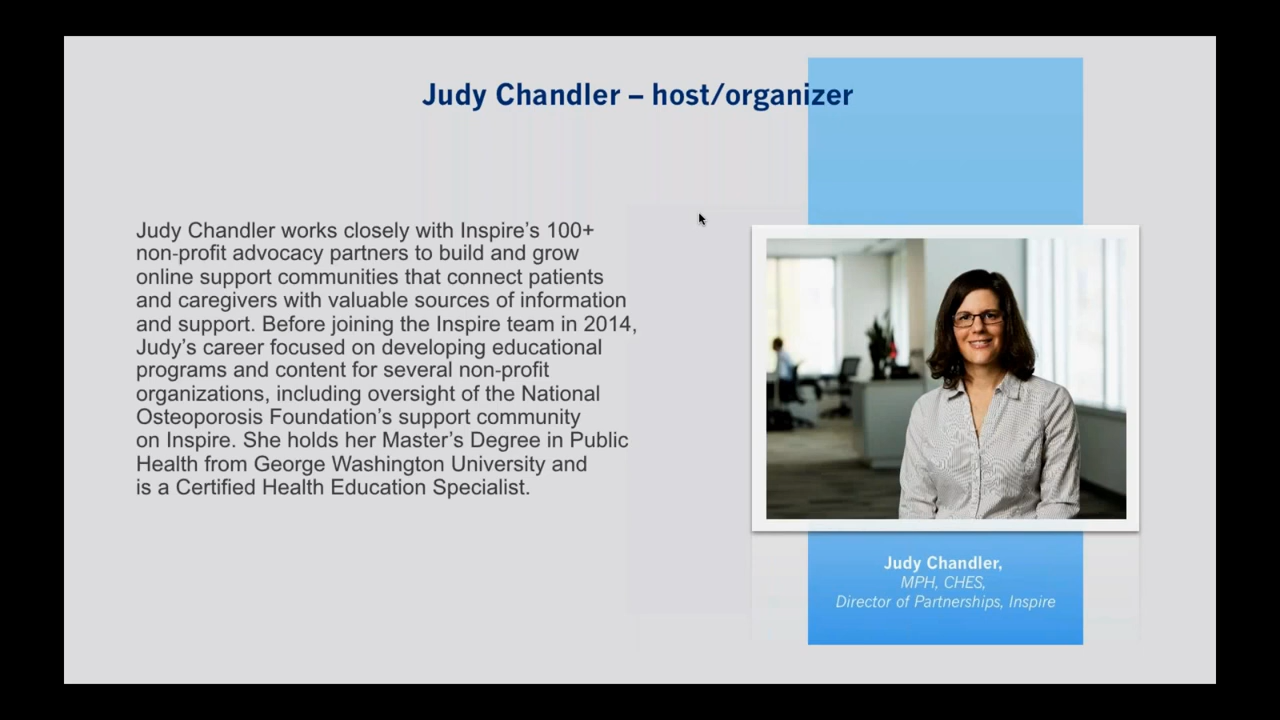 Judy Chandler – host/organizer
Judy Chandler works closely with Inspire’s 100+
non-profit advocacy partners to build and grow
online support communities that connect patients
and caregivers with valuable sources of information
and support. Before joining the Inspire team in 2014,
Judy’s career focused on developing educational
programs and content for several non-profit
organizations, including oversight of the National
Osteoporosis Foundation’s support community
on Inspire. She holds her Master’s Degree in Public
Health from George Washington University and
is a Certified Health Education Specialist.
Judy Chandler,
MPH, CHES,
Director of Partnerships, Inspire